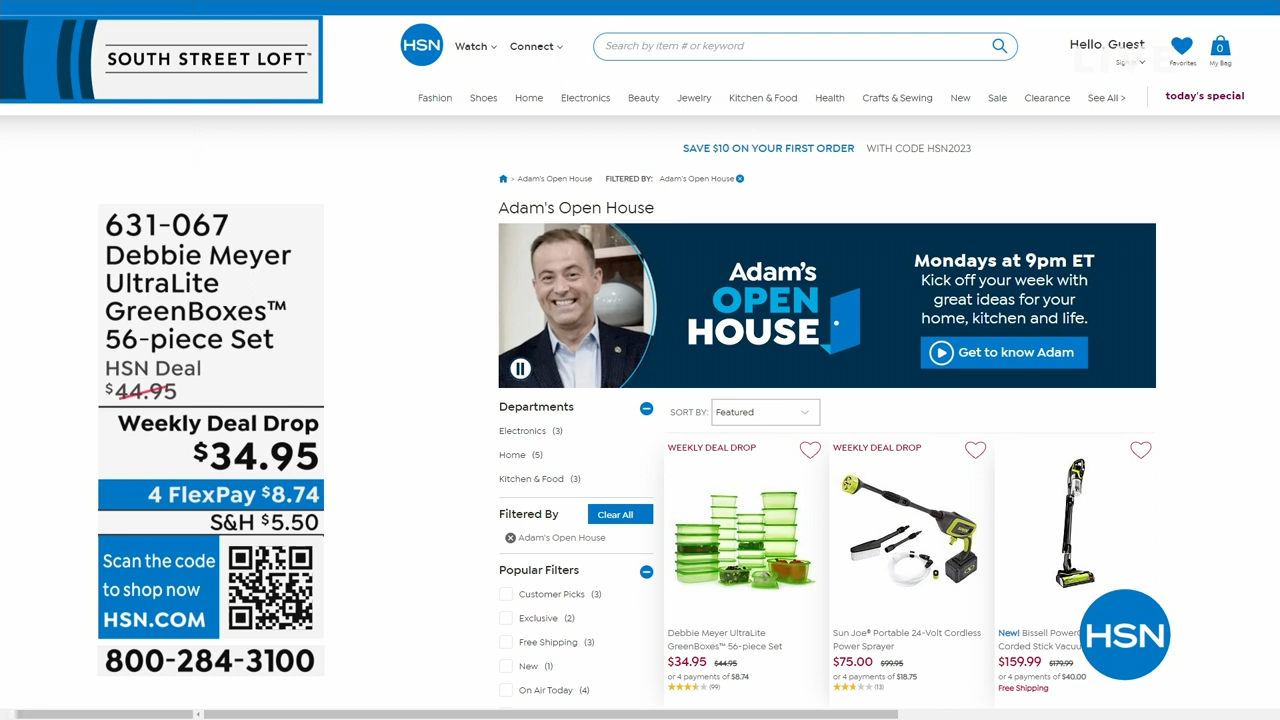 SOUTH STREET LOFT™
HSN
Watch
Connect
Search by item # or keyword
Hello, Guest
Sign in
Favorites
0
My Bag
LIVE
Fashion
Shoes
Home
Electronics
Beauty
Jewelry
Kitchen & Food
Health
Crafts & Sewing
New
Sale
Clearance
See All >
today's special
SAVE $10 ON YOUR FIRST ORDER WITH CODE HSN2023
> Adam's Open House FILTERED BY: Adam's Open House
Adam's Open House
Adam's
OPEN
HOUSE
Mondays at 9pm ET
Kick off your week with
great ideas for your
home, kitchen and life.
Get to know Adam
631-067
Debbie Meyer
UltraLite
GreenBoxes™
56-piece Set
HSN Deal
$44.95
Weekly Deal Drop
$34.95
4 FlexPay $8.74
S&H $5.50
Scan the code
to shop now
HSN.COM
800-284-3100
Departments
Electronics (3)
Home (5)
Kitchen & Food (3)
Filtered By
Clear All
Adam's Open House
Popular Filters
Customer Picks (3)
Exclusive (2)
Free Shipping (3)
New (1)
On Air Today (4)
SORT BY: Featured
WEEKLY DEAL DROP
Debbie Meyer UltraLite
GreenBoxes™ 56-piece Set
$34.95 $44.95
or 4 payments of $8.74
(99)
WEEKLY DEAL DROP
Sun Joe® Portable 24-Volt Cordless
Power Sprayer
$75.00 $99.95
or 4 payments of $18.75
(13)
New! Bissell Power
Corded Stick Vacuu
$159.99 $179.99
or 4 payments of $40.00
Free Shipping
HSN